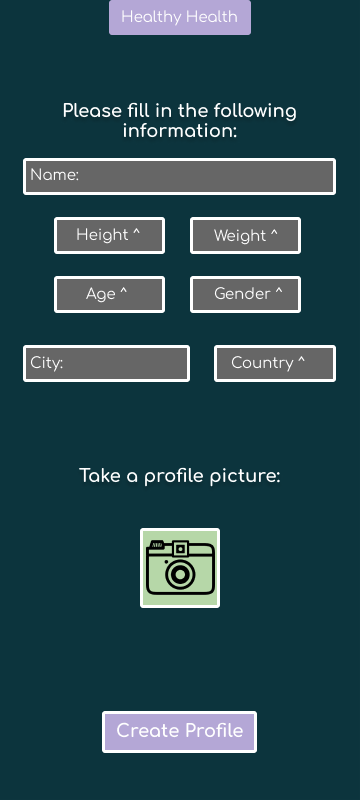 Healthy Health
Please fill in the following
information:
Name:
Height ^
Weight ^
Age ^
Gender ^
City:
Country ^
Take a profile picture:
Create Profile